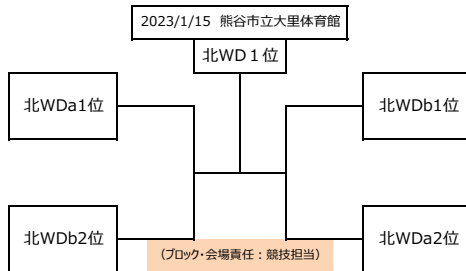 2023/1/15 熊谷市立大里体育館
北WD１位
北WDa1位
北WDb1位
北WDb2位
北WDa2位
（ブロック・会場責任：競技担当）